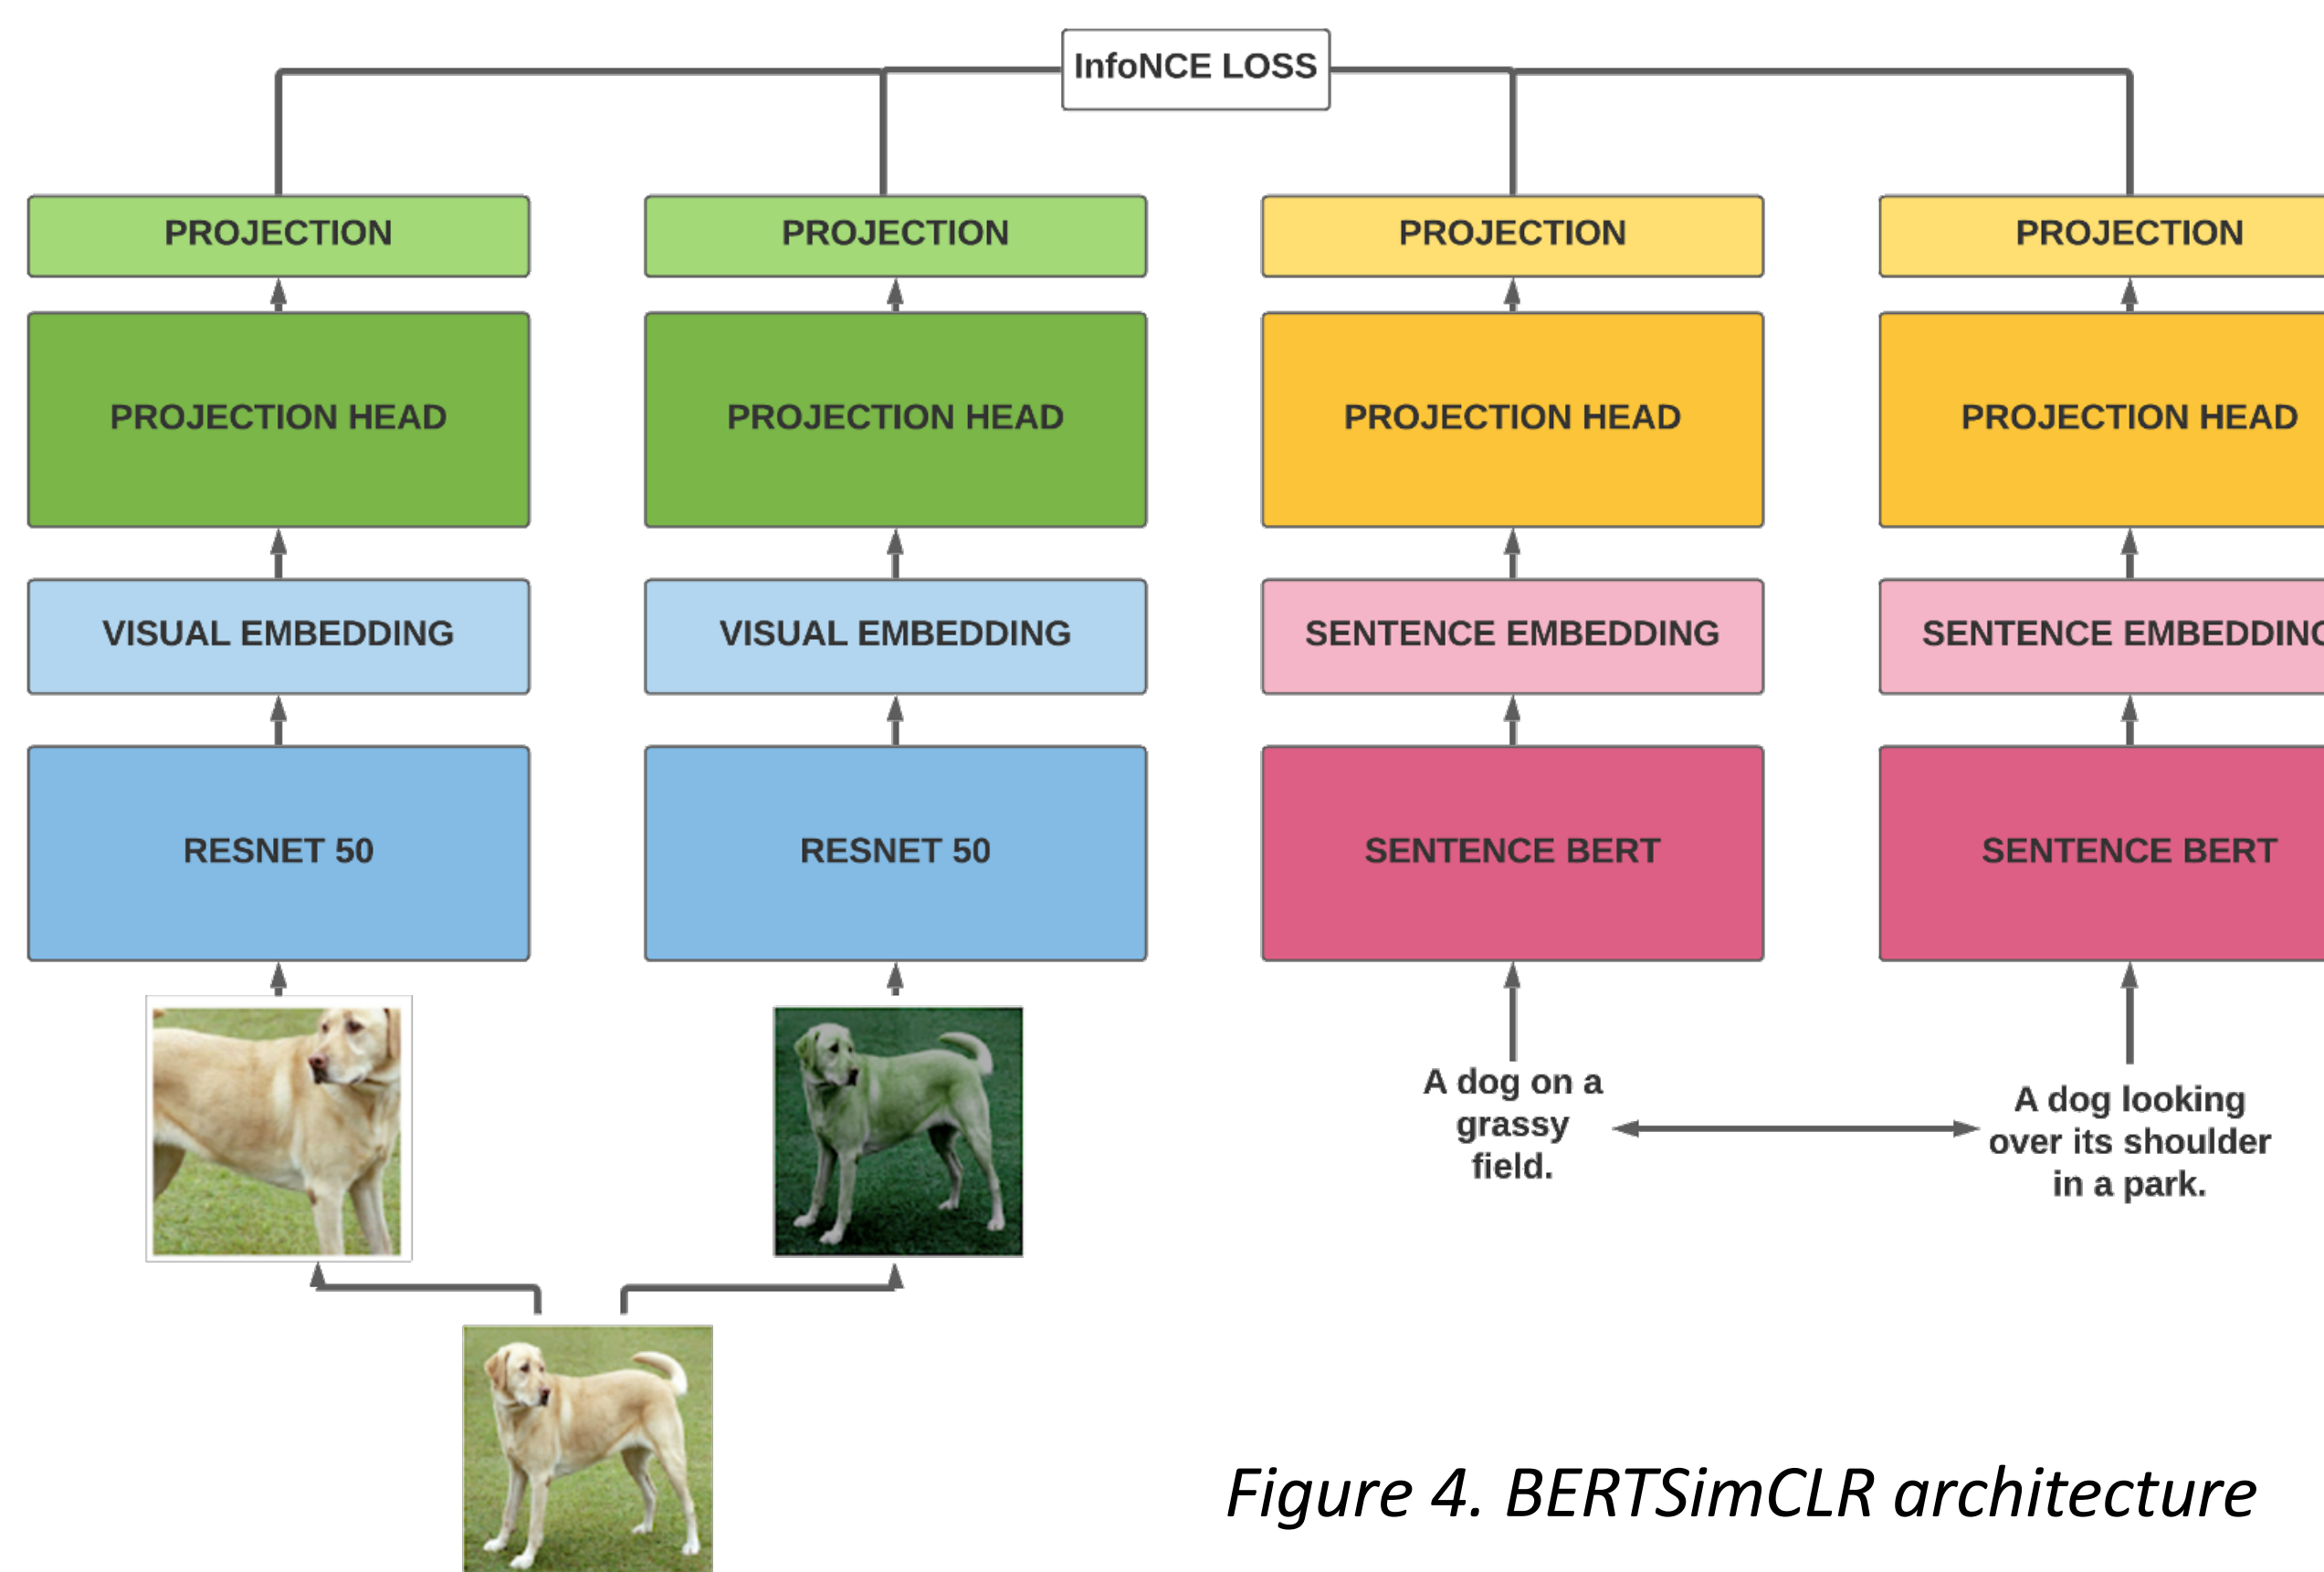 InfoNCE LOSS
PROJECTION
PROJECTION
PROJECTION
PROJECTION
PROJECTION HEAD
PROJECTION HEAD
PROJECTION HEAD
PROJECTION HEAD
VISUAL EMBEDDING
VISUAL EMBEDDING
SENTENCE EMBEDDING
SENTENCE EMBEDDING
RESNET 50
RESNET 50
SENTENCE BERT
SENTENCE BERT
A dog on a
grassy
field.
A dog looking
over its shoulder
in a park.
Figure 4. BERTSimCLR architecture